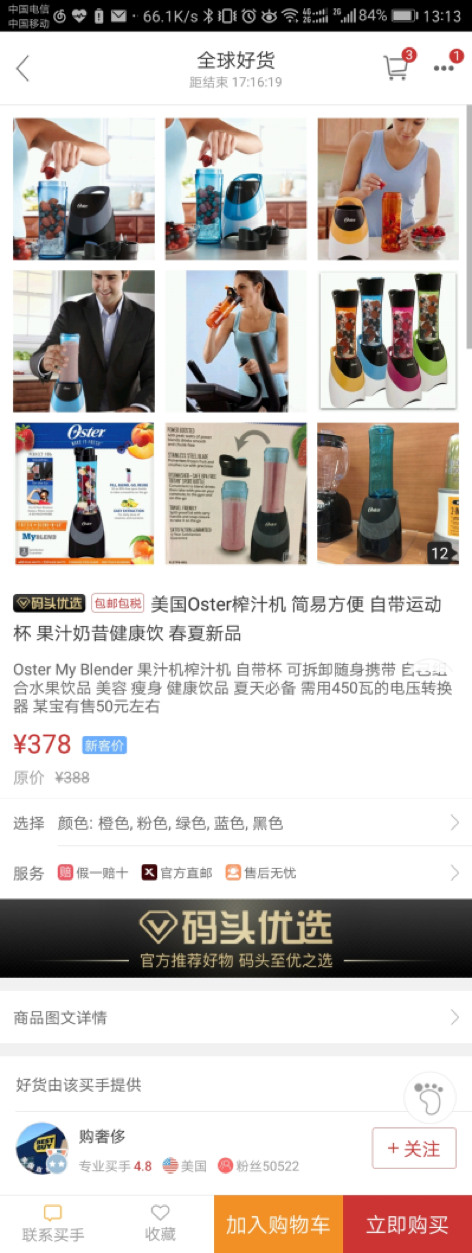 中国电信
中国移动
66.1K/s
84%
13:13
全球好货
距结束 17:16:19
3
1
Oster
MyBLEND
12
码头优选 包邮包税 美国Oster榨汁机 简易方便 自带运动
杯 果汁奶昔健康饮 春夏新品
Oster My Blender 果汁机榨汁机 自带杯 可拆卸随身携带
合水果饮品 美容 瘦身 健康饮品 夏天必备 需用450瓦的电压转换
器 某宝有售50元左右
¥378 新客价
原价 ¥388
选择 颜色: 橙色, 粉色, 绿色, 蓝色, 黑色
服务 赔 假一赔十 官方直邮 售后无忧
码头优选
官方推荐好物 码头至优之选
商品图文详情
好货由该买手提供
BEST BUY
购奢侈
专业买手 4.8 美国 粉丝50522
+ 关注
联系买手
收藏
加入购物车
立即购买